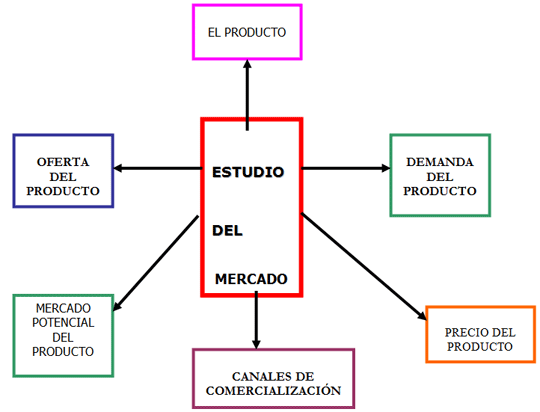 EL PRODUCTO
OFERTA
DEL
PRODUCTO
ESTUDIO
DEL
MERCADO
DEMANDA
DEL
PRODUCTO
MERCADO
POTENCIAL
DEL
PRODUCTO
PRECIO DEL
PRODUCTO
CANALES DE
COMERCIALIZACIÓN